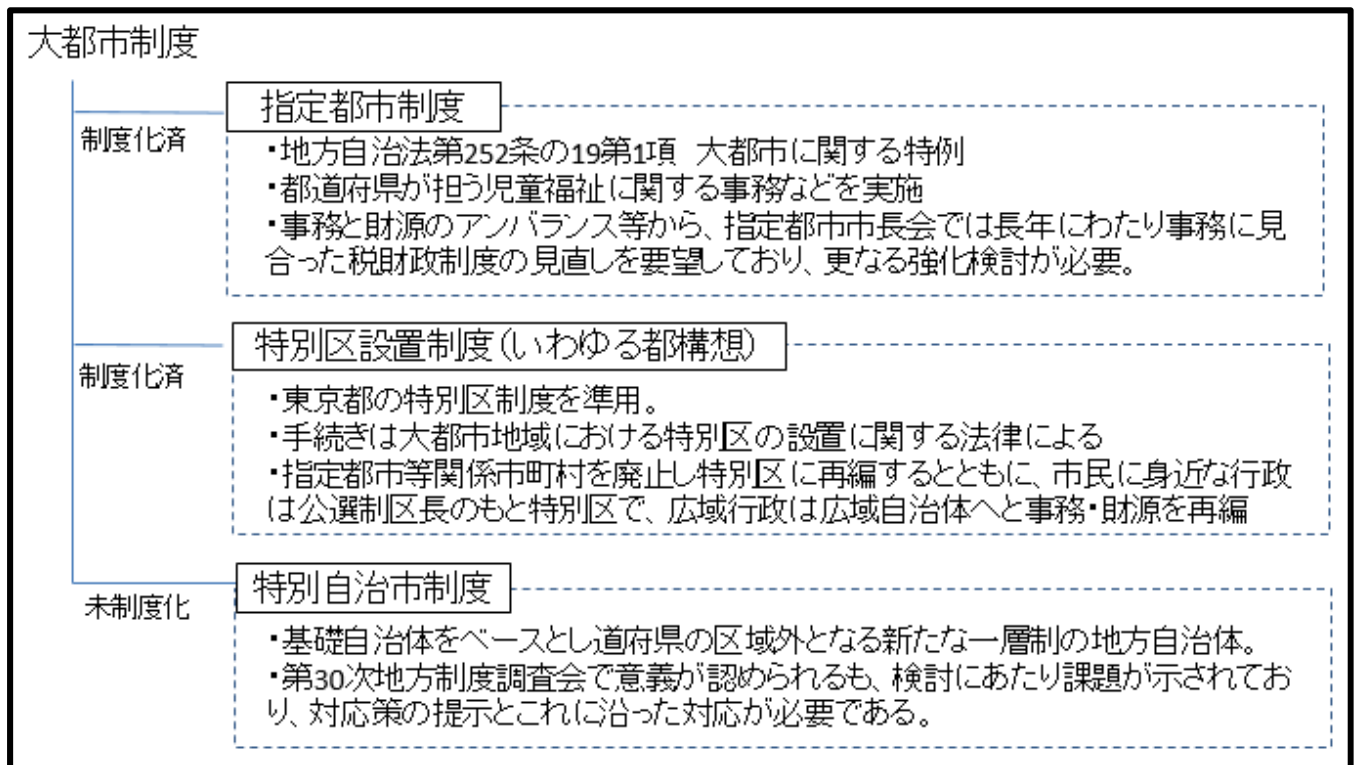 大都市制度
制度化済
指定都市制度
・地方自治法第252条の19第1項　大都市に関する特例
・都道府県が担う児童福祉に関する事務などを実施
・事務と財源のアンバランス等から、指定都市市長会では長年にわたり事務に見
合った税財政制度の見直しを要望しており、更なる強化検討が必要。
制度化済
特別区設置制度（いわゆる都構想）
・東京都の特別区制度を準用。
・手続きは大都市地域における特別区の設置に関する法律による
・指定都市等関係市町村を廃止し特別区に再編するとともに、市民に身近な行政
は公選制区長のもと特別区で、広域行政は広域自治体へと事務・財源を再編
未制度化
特別自治市制度
・基礎自治体をベースとし道府県の区域外となる新たな一層制の地方自治体。
・第30次地方制度調査会で意義が認められるも、検討にあたり課題が示されてお
り、対応策の提示とこれに沿った対応が必要である。